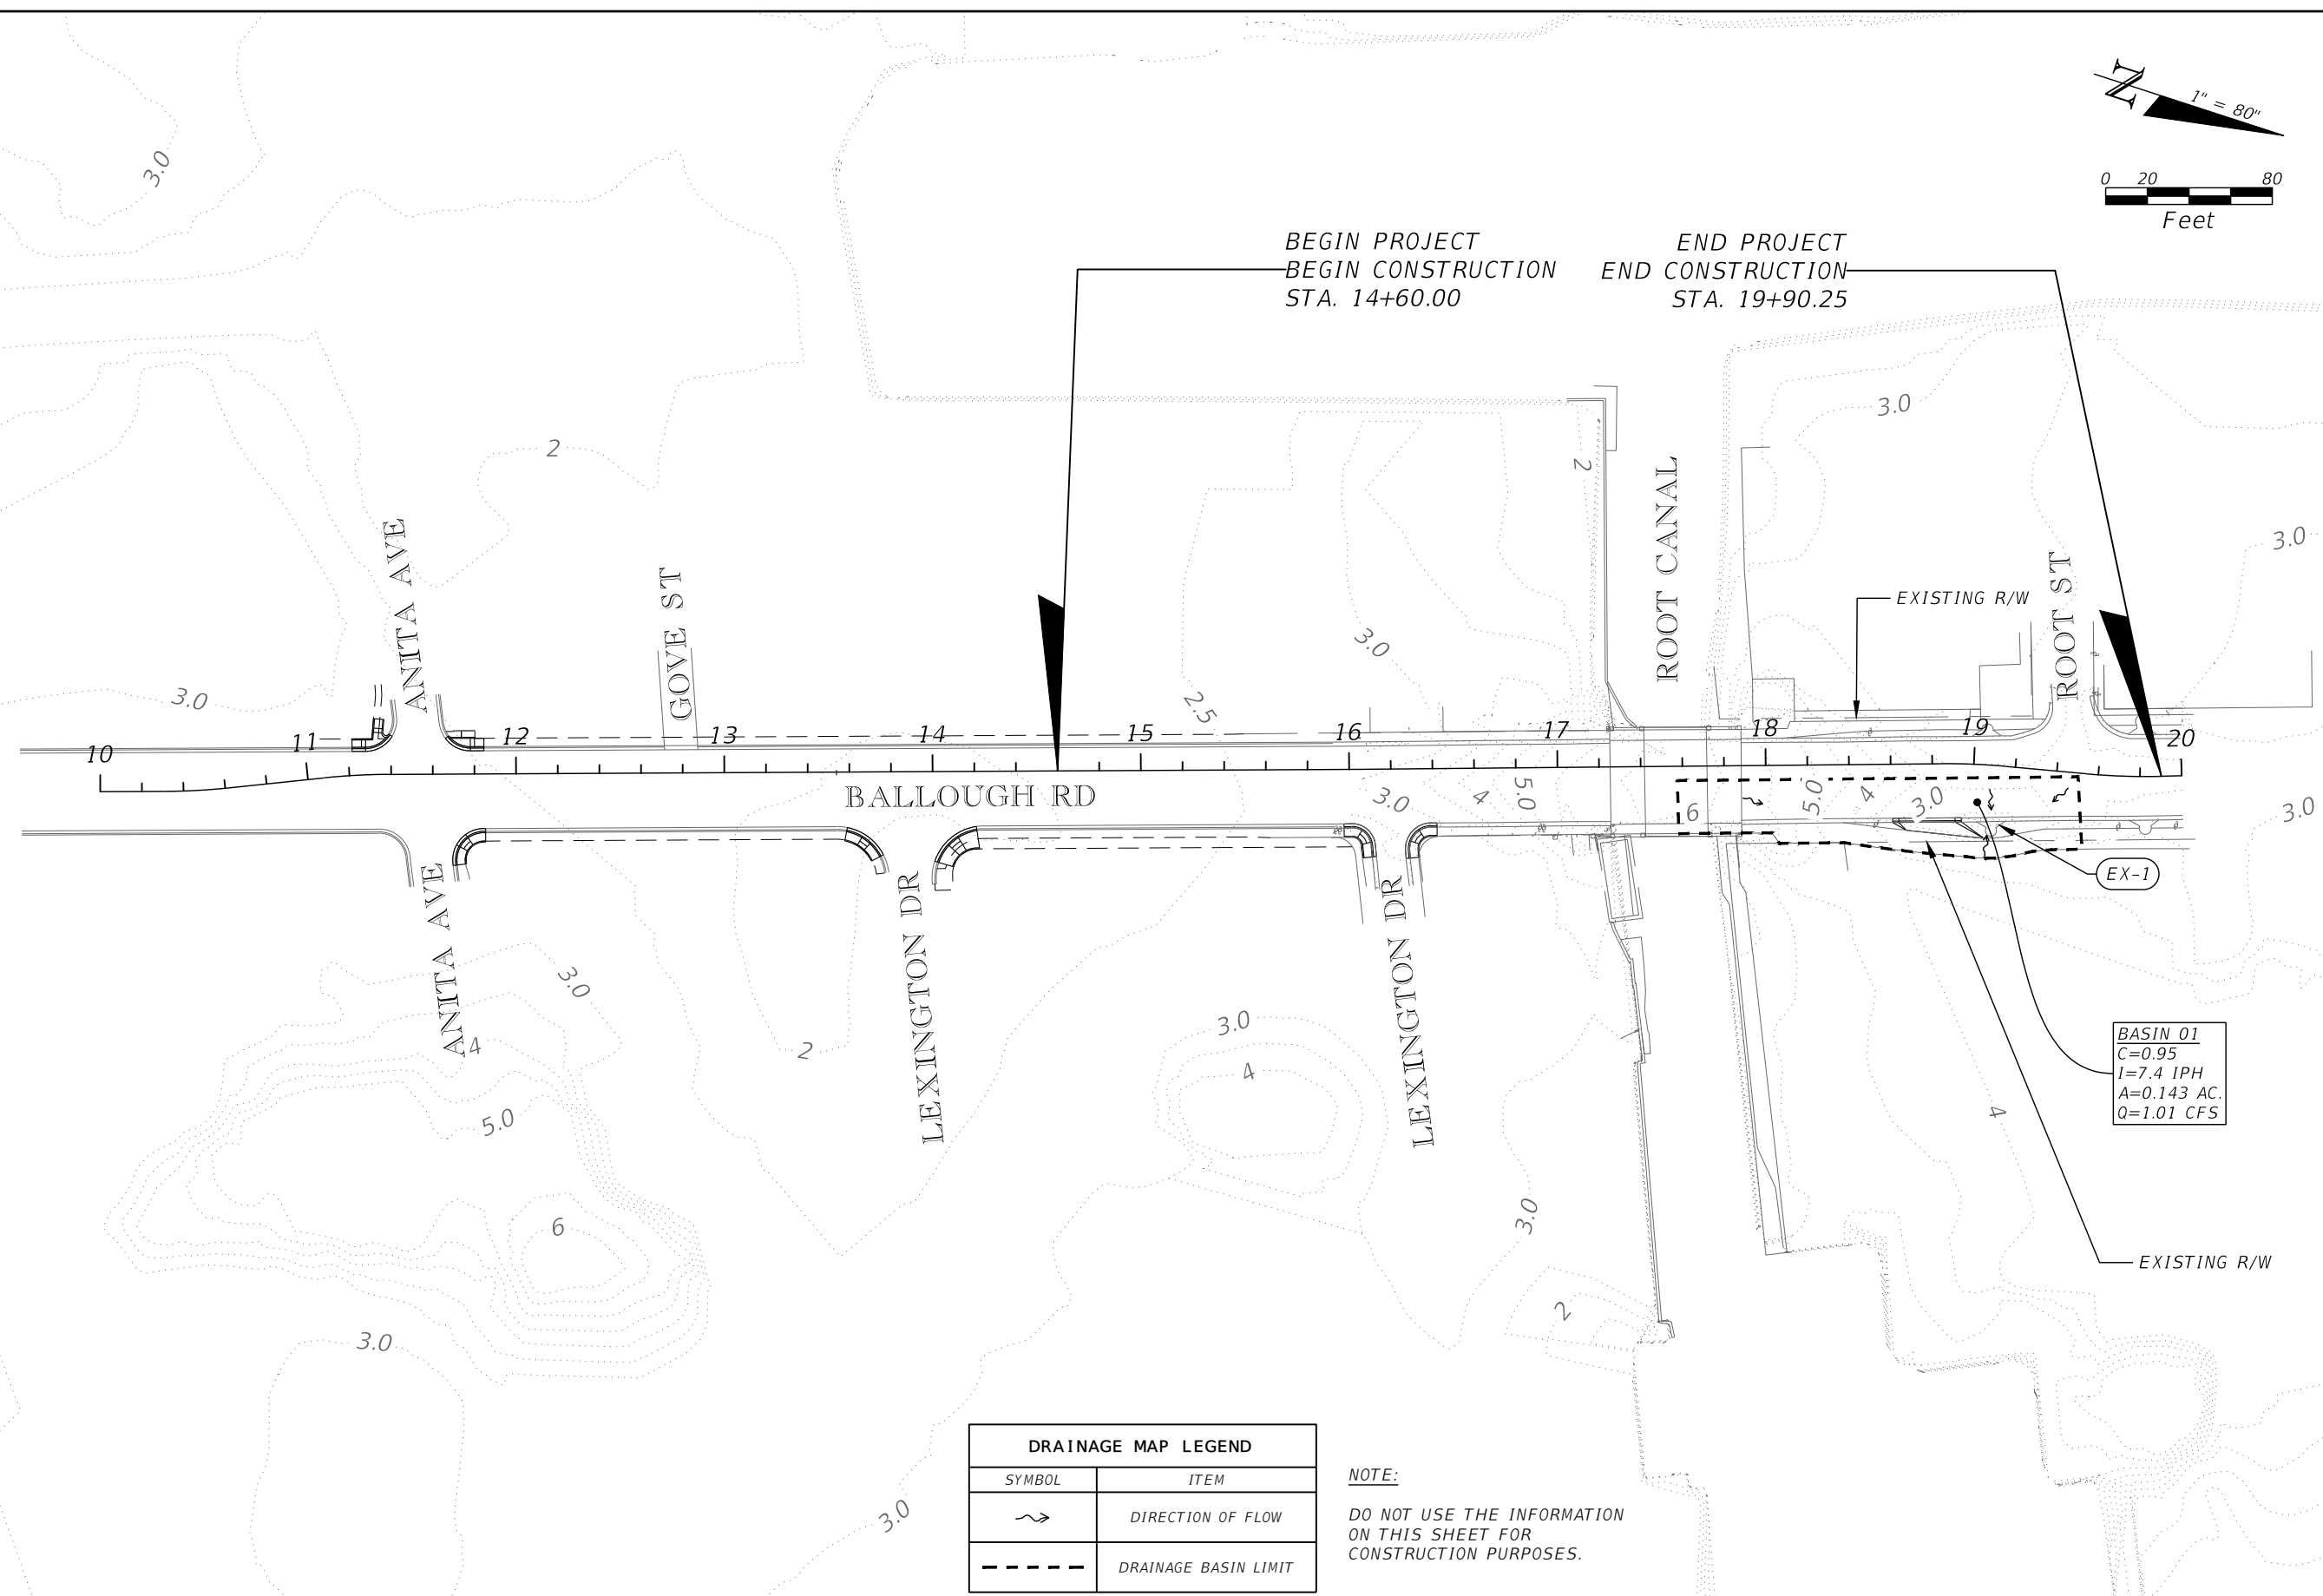 N
1" = 80"
0 20 80
Feet
3.0
BEGIN PROJECT
BEGIN CONSTRUCTION
STA. 14+60.00
END PROJECT
END CONSTRUCTION
STA. 19+90.25
3.0
2
2
ROOT CANAL
ANITA AVE
GOVE ST
3.0
ROOT ST
EXISTING R/W
3.0
3.0
2.5
3.0
10 11 12 13 14 15 16 17 18 19 20
BALLOUGH RD
3.0
4
5.0
6
5.0
4
3.0
3.0
EX-1
ANITA AVE
LEXINGTON DR
LEXINGTON DR
3.0
4
2
3.0
4
5.0
6
3.0
3.0
4
BASIN 01
C=0.95
I=7.4 IPH
A=0.143 AC.
Q=1.01 CFS
EXISTING R/W
2
3.0
DRAINAGE MAP LEGEND
SYMBOL ITEM
DIRECTION OF FLOW
DRAINAGE BASIN LIMIT
NOTE:
DO NOT USE THE INFORMATION
ON THIS SHEET FOR
CONSTRUCTION PURPOSES.